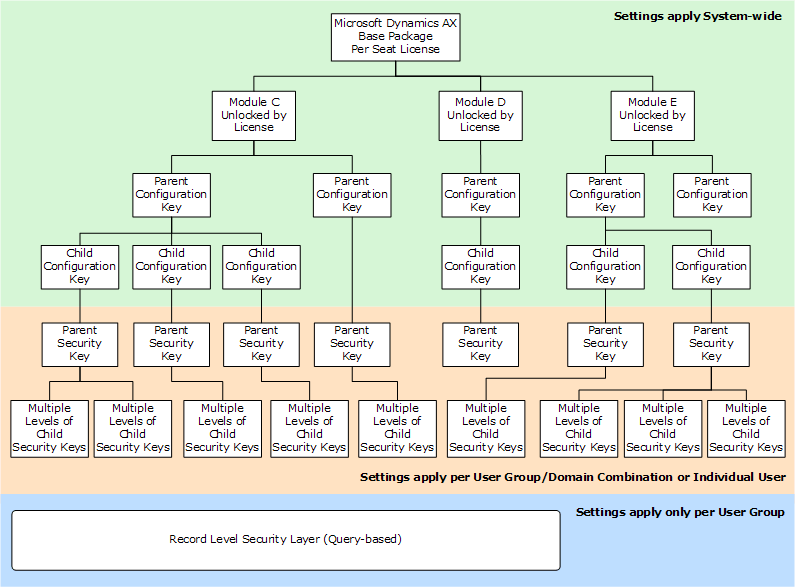 Settings apply System-wide
Microsoft Dynamics AX
Base Package
Per Seat License
Module C
Unlocked by
License
Module D
Unlocked by
License
Module E
Unlocked by
License
Parent
Configuration
Key
Parent
Configuration
Key
Parent
Configuration
Key
Parent
Configuration
Key
Parent
Configuration
Key
Child
Configuration
Key
Child
Configuration
Key
Child
Configuration
Key
Child
Configuration
Key
Child
Configuration
Key
Child
Configuration
Key
Parent
Security
Key
Parent
Security
Key
Parent
Security
Key
Parent
Security
Key
Parent
Security
Key
Parent
Security
Key
Parent
Security
Key
Multiple
Levels of
Child
Security Keys
Multiple
Levels of
Child
Security Keys
Multiple
Levels of
Child
Security Keys
Multiple
Levels of
Child
Security Keys
Multiple
Levels of
Child
Security Keys
Multiple
Levels of
Child
Security Keys
Multiple
Levels of
Child
Security Keys
Multiple
Levels of
Child
Security Keys
Multiple
Levels of
Child
Security Keys
Settings apply per User Group/Domain Combination or Individual User
Settings apply only per User Group
Record Level Security Layer (Query-based)